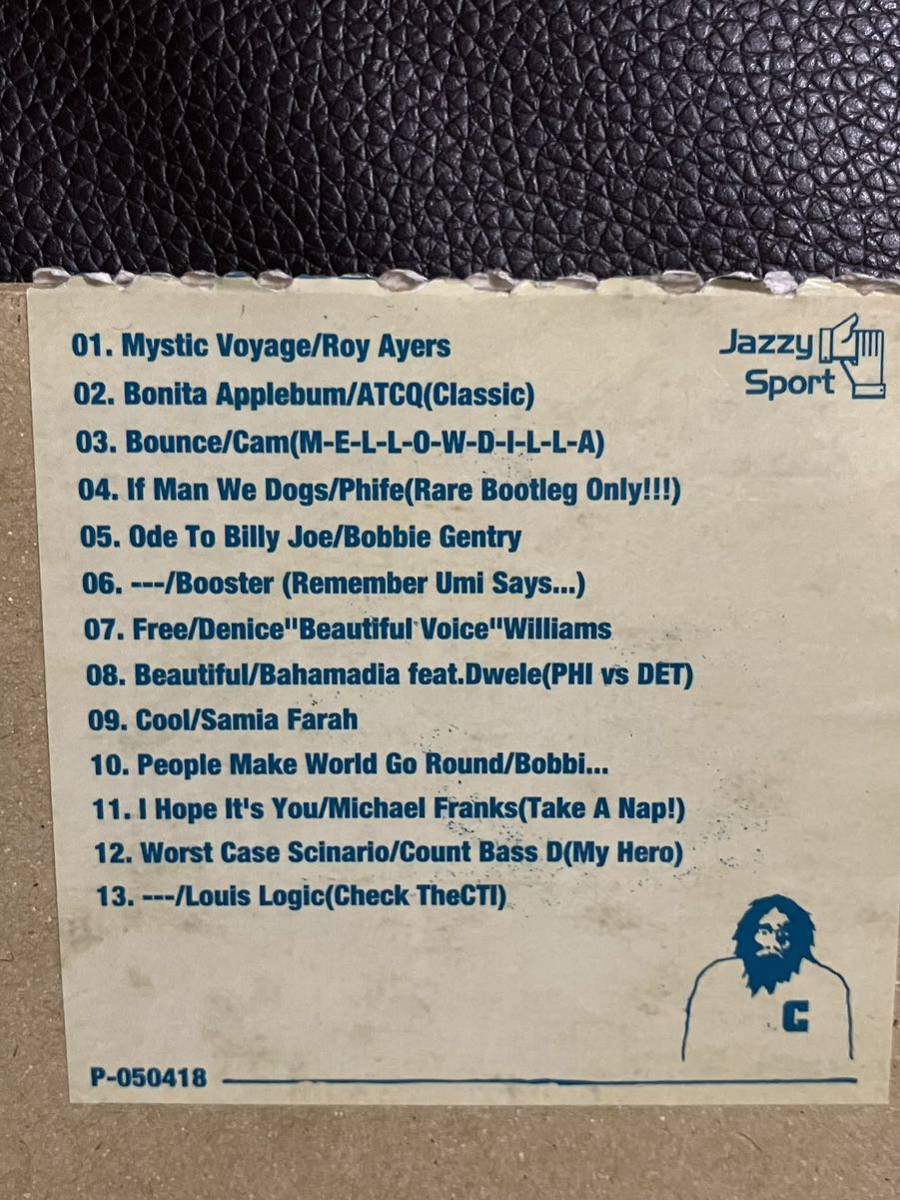 Jazzy
Sport
01. Mystic Voyage/Roy Ayers
02. Bonita Applebum/ATCQ(Classic)
03. Bounce/Cam(M-E-L-L-O-W-D-I-L-L-A)
04. If Man We Dogs/Phife(Rare Bootleg Only!!!)
05. Ode To Billy Joe/Bobbie Gentry
06. ---/Booster (Remember Umi Says...)
07. Free/Denice"Beautiful Voice"Williams
08. Beautiful/Bahamadia feat.Dwele(PHI vs DET)
09. Cool/Samia Farah
10. People Make World Go Round/Bobbi...
11. I Hope It's You/Michael Franks(Take A Nap!)
12. Worst Case Scinario/Count Bass D(My Hero)
13. ---/Louis Logic(Check TheCTI)
C
P-050418